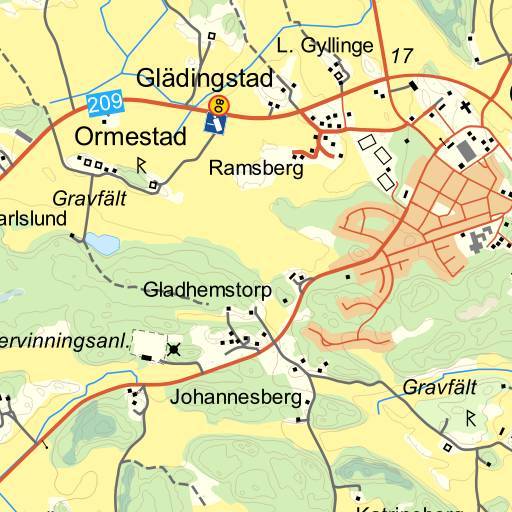 L. Gyllinge
17
Glädingstad
209
80
Ormestad
R
Ramsberg
Gravfält
arlslund
Gladhemstorp
ervinningsanl.
Gravfält
Johannesberg
R